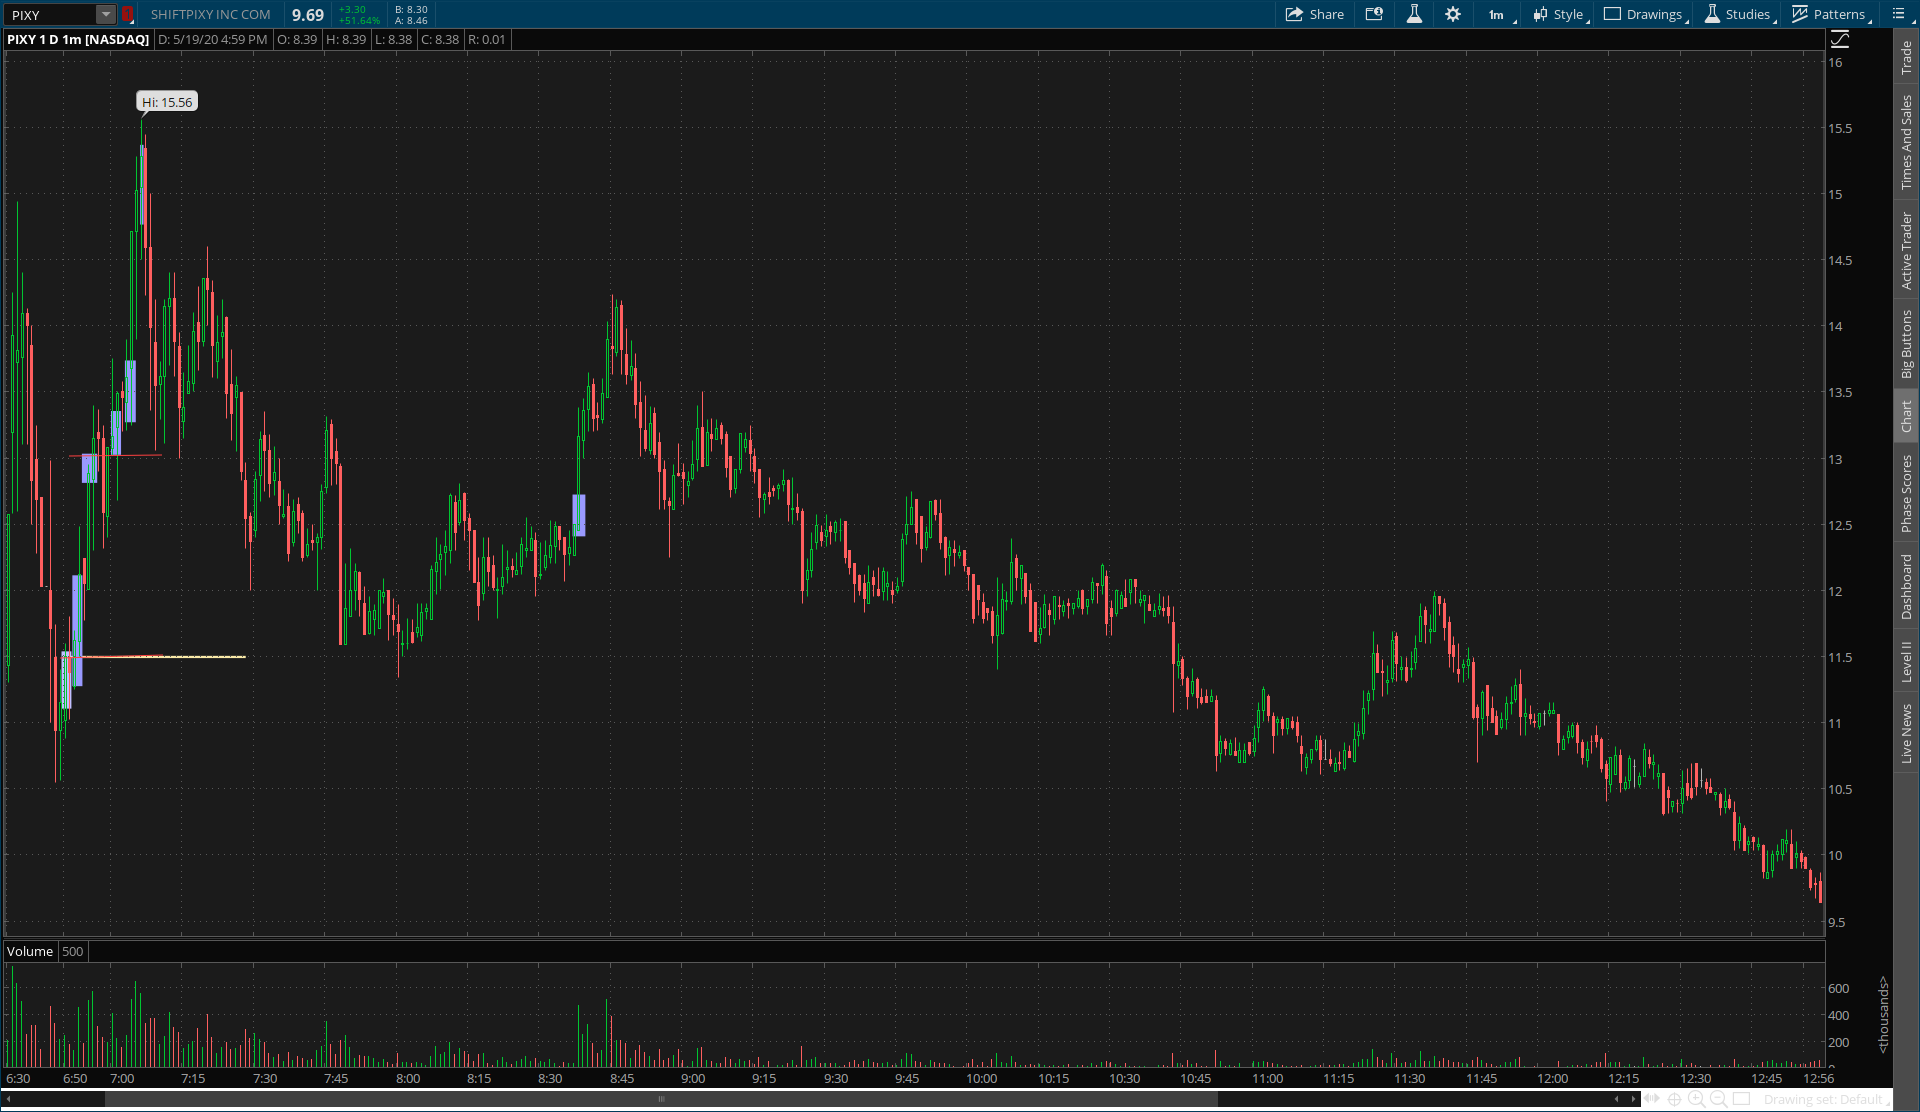 PIXY 1 SHIFTPIXY INC COM 9.69 +3.30 B: 8.30 Share 1m Style Drawings Studies Patterns
+51.64% A: 8.46
PIXY 1 D 1m [NASDAQ] D: 5/19/20 4:59 PM O: 8.39 H: 8.39 L: 8.38 C: 8.38 R: 0.01
Hi: 15.56
16
15.5
15
14.5
14
13.5
13
12.5
12
11.5
11
10.5
10
9.5
Volume 500
600
400
200
0
<thousands>
6:30 6:50 7:00 7:15 7:30 7:45 8:00 8:15 8:30 8:45 9:00 9:15 9:30 9:45 10:00 10:15 10:30 10:45 11:00 11:15 11:30 11:45 12:00 12:15 12:30 12:45 12:56
Drawing set: Default
Trade
Times And Sales
Active Trader
Big Buttons
Chart
Phase Scores
Dashboard
Level II
Live News